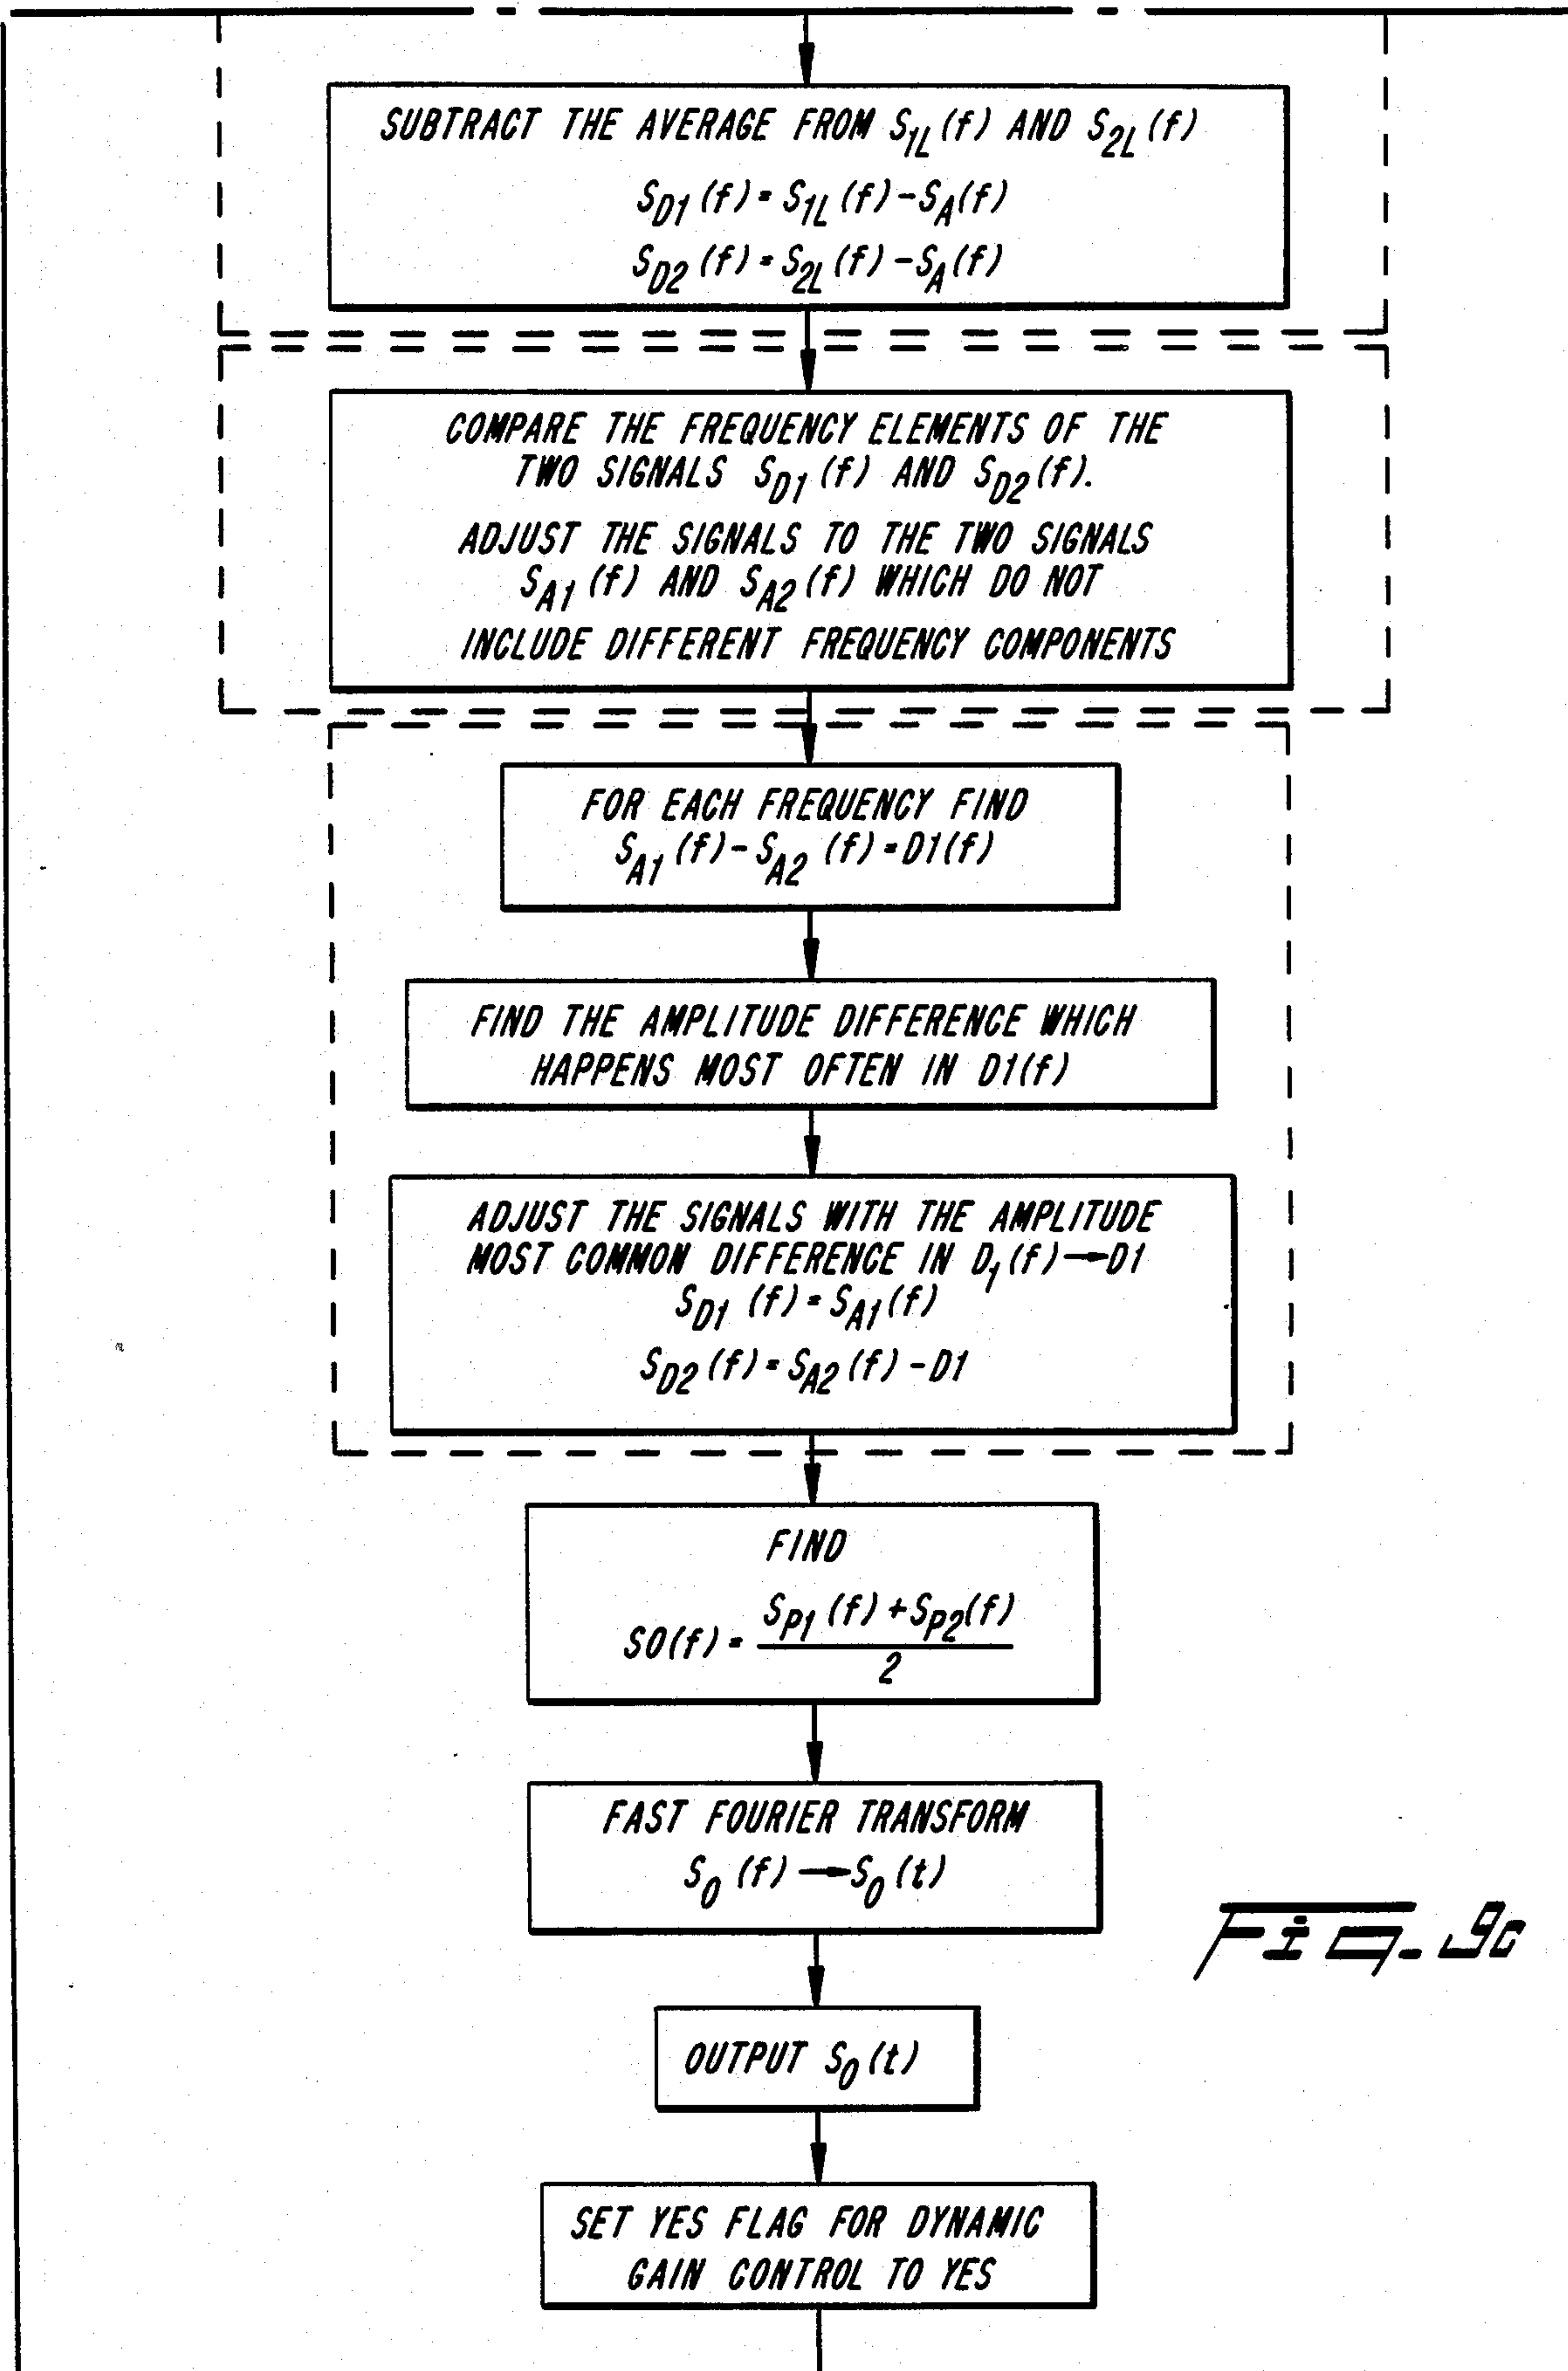 SUBTRACT THE AVERAGE FROM S1L(f) AND S2L(f)
SD1(f) = S1L(f) - SA(f)
SD2(f) = S2L(f) - SA(f)
COMPARE THE FREQUENCY ELEMENTS OF THE
TWO SIGNALS SD1(f) AND SD2(f).
ADJUST THE SIGNALS TO THE TWO SIGNALS
SA1(f) AND SA2(f) WHICH DO NOT
INCLUDE DIFFERENT FREQUENCY COMPONENTS
FOR EACH FREQUENCY FIND
SA1(f) - SA2(f) = D1(f)
FIND THE AMPLITUDE DIFFERENCE WHICH
HAPPENS MOST OFTEN IN D1(f)
ADJUST THE SIGNALS WITH THE AMPLITUDE
MOST COMMON DIFFERENCE IN D1(f) → D1
SD1(f) = SA1(f)
SD2(f) = SA2(f) - D1
FIND
SO(f) = SP1(f) + SP2(f)
2
FAST FOURIER TRANSFORM
SO(f) → SO(t)
OUTPUT SO(t)
SET YES FLAG FOR DYNAMIC
GAIN CONTROL TO YES
Fig. 9c